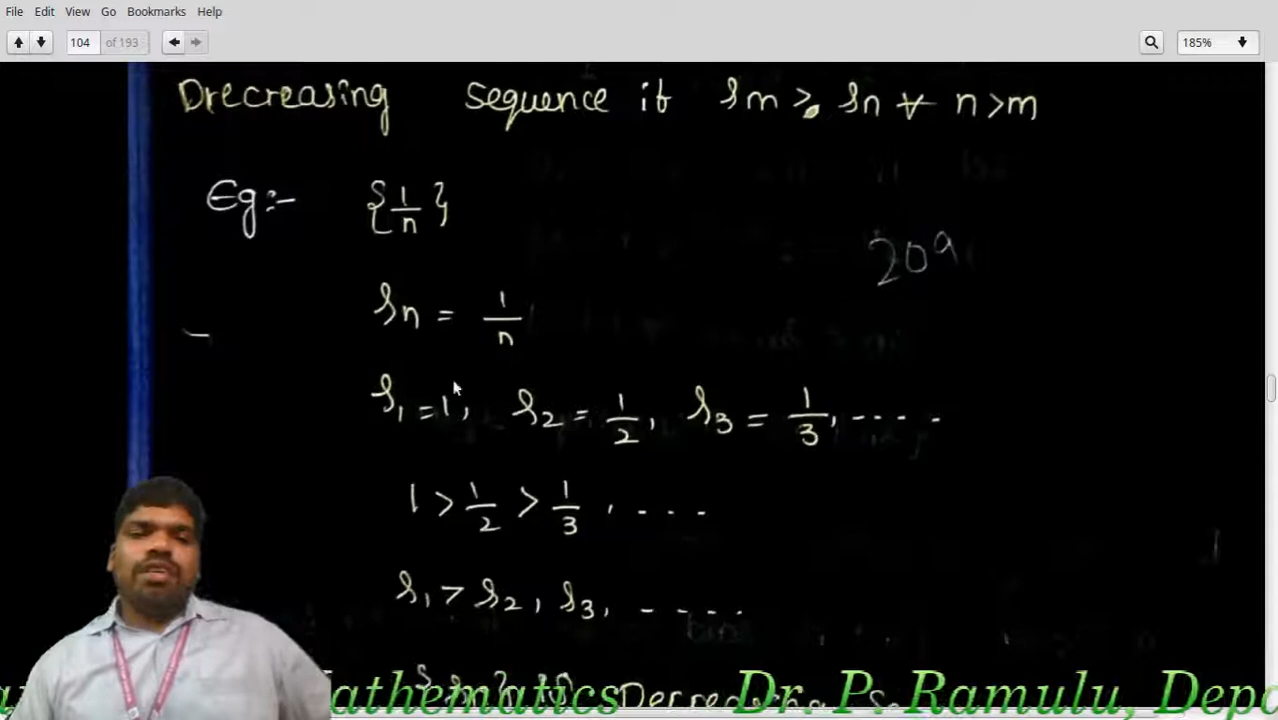 File Edit View Go Bookmarks Help
104 of 193 185%
Drecreasing sequence if Sm > Sn ∀ n>m
Eg:- {1/n}
209
Sn = 1/n
S1 = 1, S2 = 1/2, S3 = 1/3, ....
1 > 1/2 > 1/3, ....
S1 > S2, S3, .....
Mathematics Dr. P. Ramulu, Depa